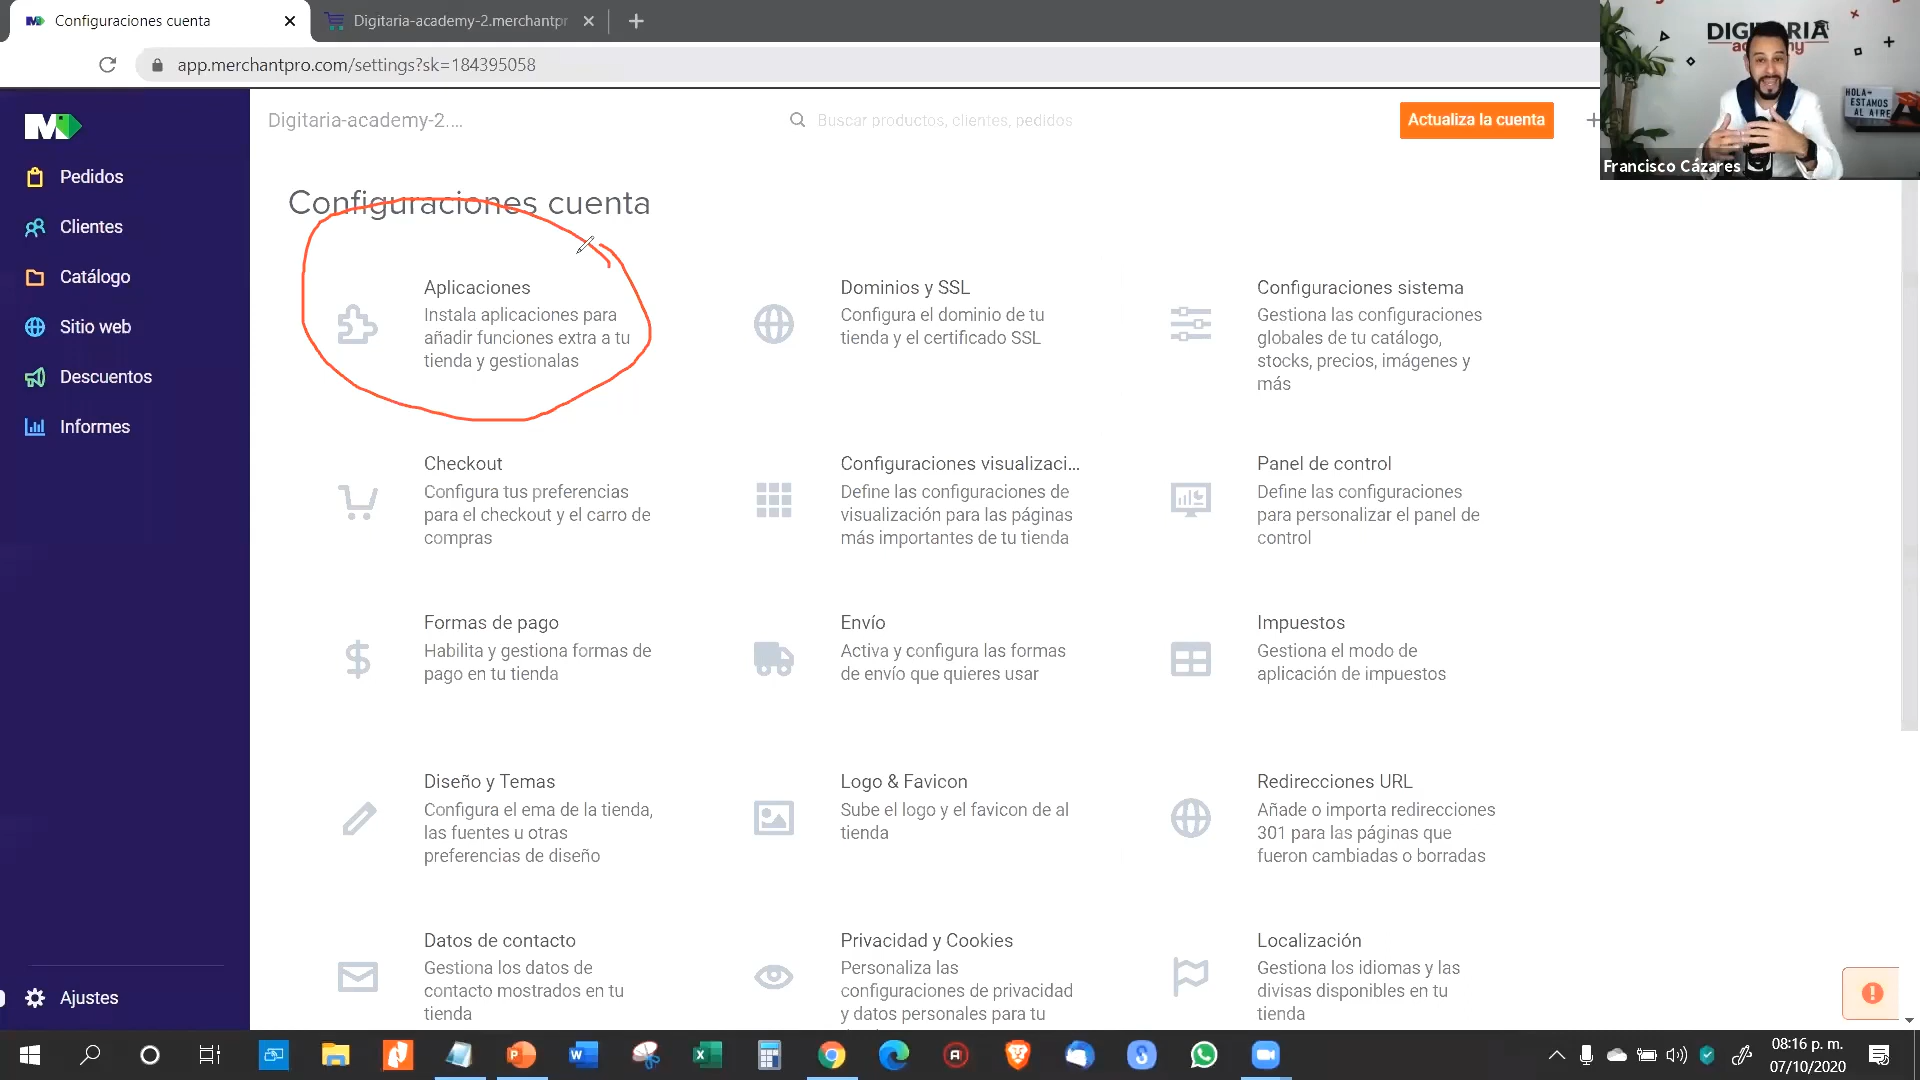 Configuraciones cuenta
Digitaria-academy-2.merchantpr
app.merchantpro.com/settings?sk=184395058
DIGITARIA
academy
HOLA-
ESTAMOS
AL AIRE
Francisco Cázares
Digitaria-academy-2....
Buscar productos, clientes, pedidos
Actualiza la cuenta
Pedidos
Clientes
Catálogo
Sitio web
Descuentos
Informes
Ajustes
Configuraciones cuenta
Aplicaciones
Instala aplicaciones para
añadir funciones extra a tu
tienda y gestionalas
Dominios y SSL
Configura el dominio de tu
tienda y el certificado SSL
Configuraciones sistema
Gestiona las configuraciones
globales de tu catálogo,
stocks, precios, imágenes y
más
Checkout
Configura tus preferencias
para el checkout y el carro de
compras
Configuraciones visualizaci...
Define las configuraciones de
visualización para las páginas
más importantes de tu tienda
Panel de control
Define las configuraciones
para personalizar el panel de
control
Formas de pago
Habilita y gestiona formas de
pago en tu tienda
Envío
Activa y configura las formas
de envío que quieres usar
Impuestos
Gestiona el modo de
aplicación de impuestos
Diseño y Temas
Configura el ema de la tienda,
las fuentes u otras
preferencias de diseño
Logo & Favicon
Sube el logo y el favicon de al
tienda
Redirecciones URL
Añade o importa redirecciones
301 para las páginas que
fueron cambiadas o borradas
Datos de contacto
Gestiona los datos de
contacto mostrados en tu
tienda
Privacidad y Cookies
Personaliza las
configuraciones de privacidad
y datos personales para tu
Localización
Gestiona los idiomas y las
divisas disponibles en tu
tienda
08:16 p. m.
07/10/2020